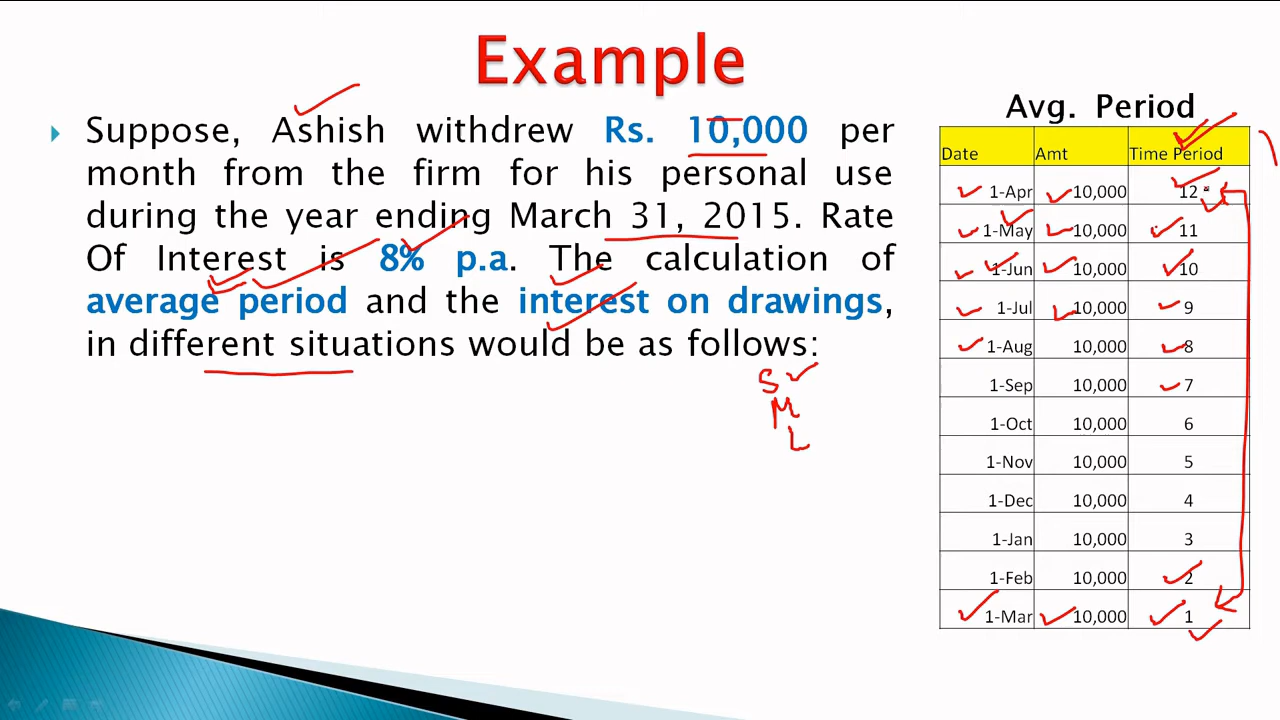 Example
Suppose, Ashish withdrew Rs. 10,000 per
month from the firm for his personal use
during the year ending March 31, 2015. Rate
Of Interest is 8% p.a. The calculation of
average period and the interest on drawings,
in different situations would be as follows:
S
M
L
Avg. Period
Date Amt Time Period
1-Apr 10,000 12
1-May 10,000 11
1-Jun 10,000 10
1-Jul 10,000 9
1-Aug 10,000 8
1-Sep 10,000 7
1-Oct 10,000 6
1-Nov 10,000 5
1-Dec 10,000 4
1-Jan 10,000 3
1-Feb 10,000 2
1-Mar 10,000 1